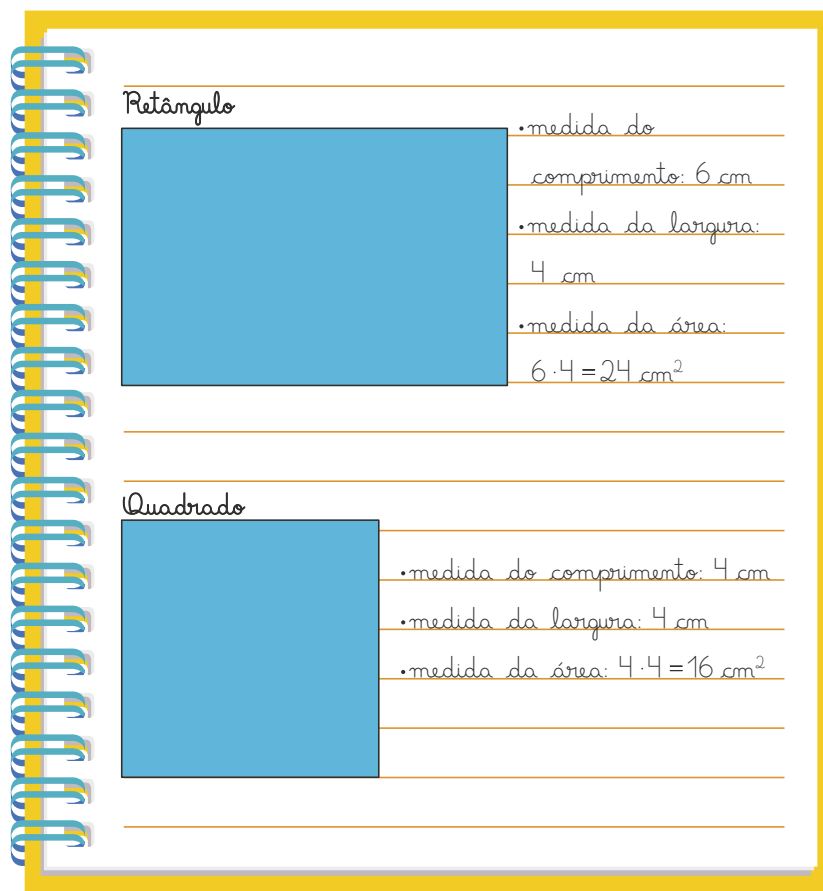 Retângulo
•medida do
comprimento: 6 cm
•medida da largura:
4 cm
•medida da área:
6 · 4 = 24 cm²
Quadrado
•medida do comprimento: 4 cm
•medida da largura: 4 cm
•medida da área: 4 · 4 = 16 cm²